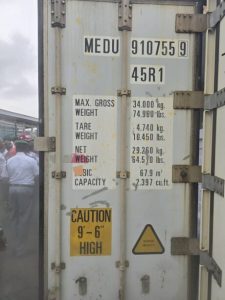 MEDU 910755 9
45R1
MAX. GROSS 34.000 kg.
WEIGHT 74.960 lbs.
TARE 4.740 kg.
WEIGHT 10.450 lbs.
NET 29.260 kg.
WEIGHT 64.510 lbs.
CAPACITY 67.9 m³
2.397 cu.ft.
CAUTION
9'-6"
HIGH